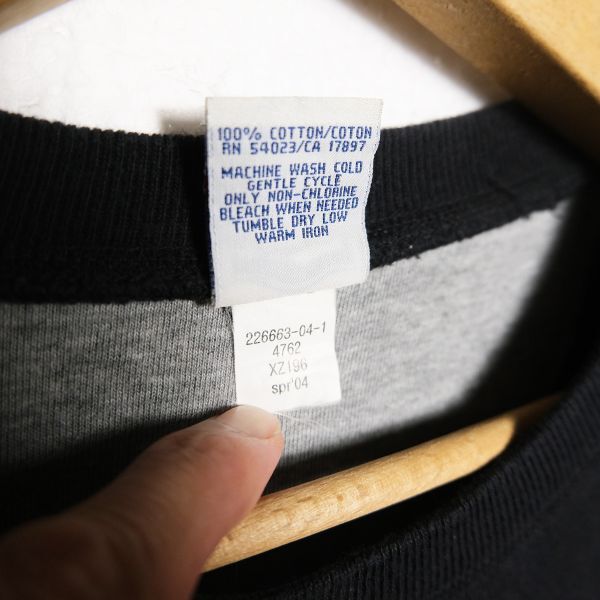 100% COTTON/COTON
RN 54023/CA 17897
MACHINE WASH COLD
GENTLE CYCLE
ONLY NON-CHLORINE
BLEACH WHEN NEEDED
TUMBLE DRY LOW
WARM IRON
226663-04-1
4762
XZ196
spr'04